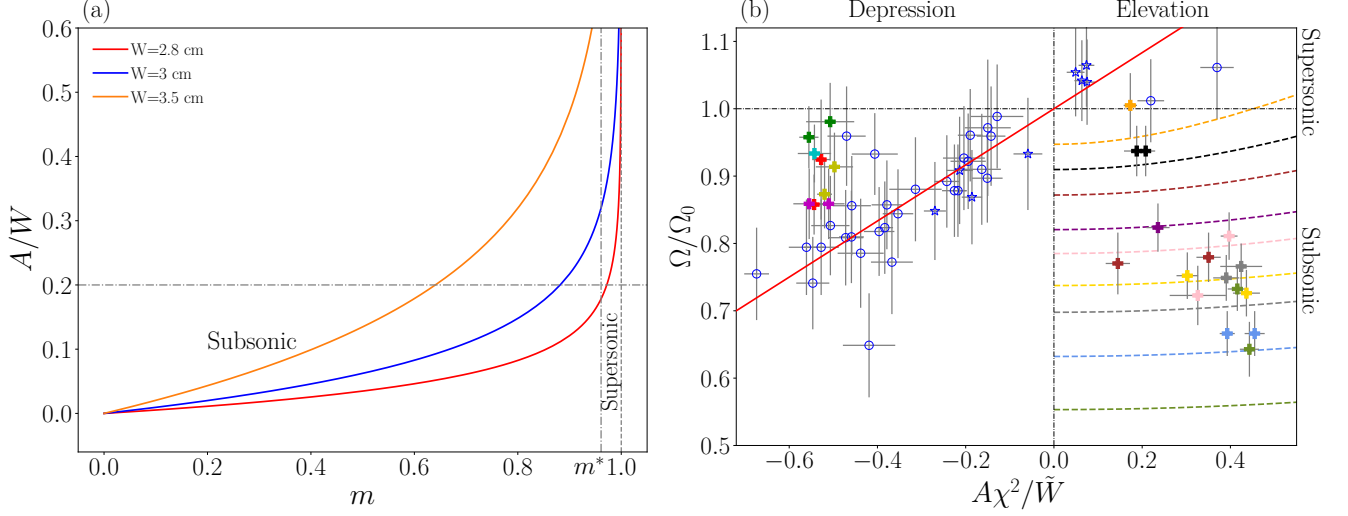 (a)
0.6
0.5
0.4
0.3
0.2
0.1
0.0
A/W
W=2.8 cm
W=3 cm
W=3.5 cm
Subsonic
Supersonic
0.0
0.2
0.4
0.6
0.8
m*
1.0
m
(b)
Depression
Elevation
1.1
1.0
0.9
0.8
0.7
0.6
0.5
Ω/Ω₀
Supersonic
Subsonic
−0.6
−0.4
−0.2
0.0
0.2
0.4
Aχ²/W̃